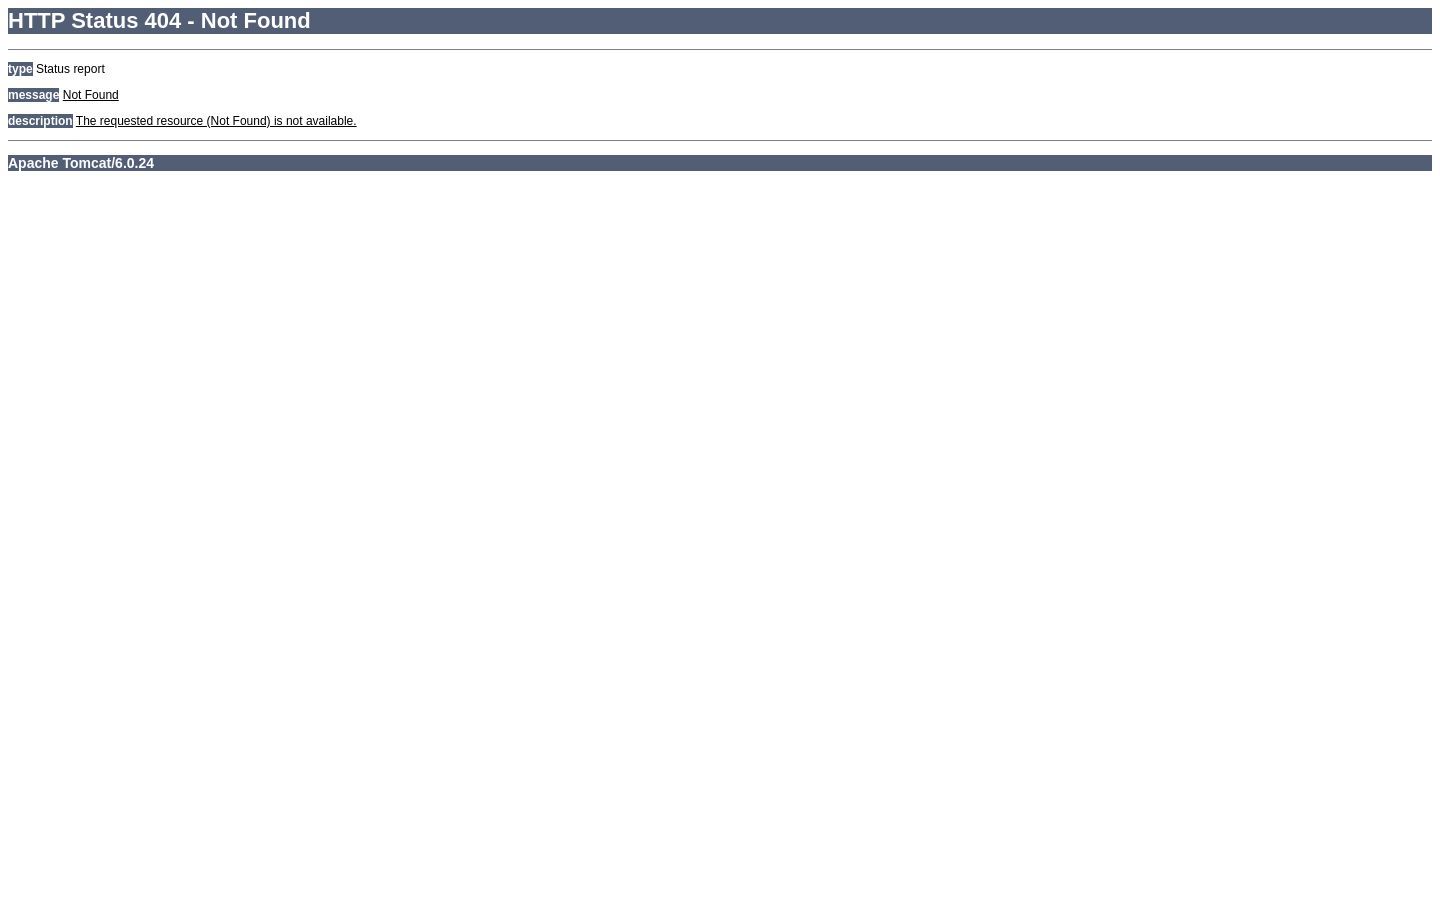 HTTP Status 404 - Not Found
type Status report
message Not Found
description The requested resource (Not Found) is not available.
Apache Tomcat/6.0.24